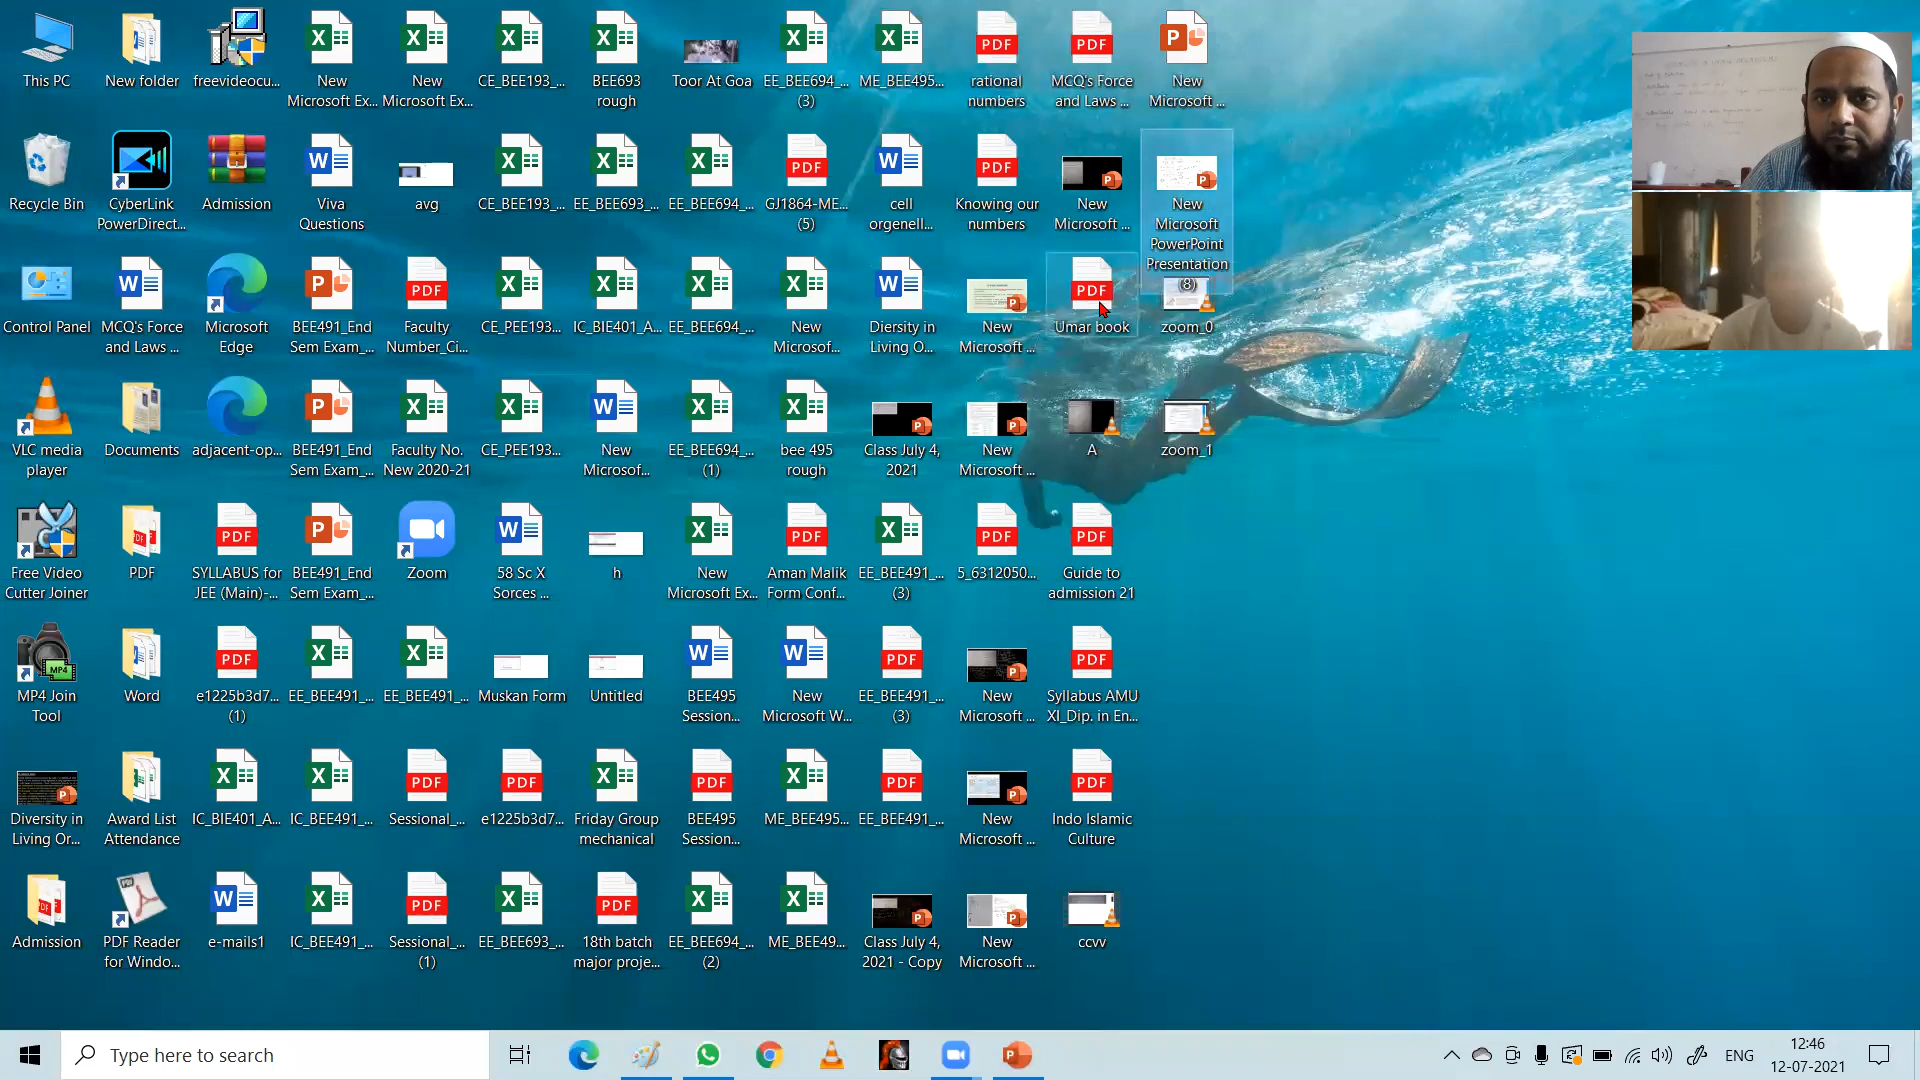 This PC
New folder
freevideocu...
New
Microsoft Ex...
New
Microsoft Ex...
CE_BEE193_...
BEE693
rough
Toor At Goa
EE_BEE694_...
(3)
ME_BEE495...
rational
numbers
MCQ's Force
and Laws ...
New
Microsoft ...
Recycle Bin
CyberLink
PowerDirect...
Admission
Viva
Questions
avg
CE_BEE193_...
EE_BEE693_...
EE_BEE694_...
GJ1864-ME...
(5)
cell
orgenell...
Knowing our
numbers
New
Microsoft ...
New
Microsoft
PowerPoint
Presentation
(8)
Control Panel
MCQ's Force
and Laws ...
Microsoft
Edge
BEE491_End
Sem Exam_...
Faculty
Number_Ci...
CE_PEE193...
IC_BIE401_A...
EE_BEE694_...
New
Microsof...
Diersity in
Living O...
New
Microsoft ...
Umar book
zoom_0
VLC media
player
Documents
adjacent-op...
BEE491_End
Sem Exam_...
Faculty No.
New 2020-21
CE_PEE193...
New
Microsof...
EE_BEE694_...
(1)
bee 495
rough
Class July 4,
2021
New
Microsoft ...
A
zoom_1
Free Video
Cutter Joiner
PDF
SYLLABUS for
JEE (Main)-...
BEE491_End
Sem Exam_...
Zoom
58 Sc X
Sorces ...
h
New
Microsoft Ex...
Aman Malik
Form Conf...
EE_BEE491_...
(3)
5_6312050...
Guide to
admission 21
MP4 Join
Tool
Word
e1225b3d7...
(1)
EE_BEE491_...
EE_BEE491_...
Muskan Form
Untitled
BEE495
Session...
New
Microsoft W...
EE_BEE491_...
(3)
New
Microsoft ...
Syllabus AMU
XI_Dip. in En...
Diversity in
Living Or...
Award List
Attendance
IC_BIE401_A...
IC_BEE491_...
Sessional_...
e1225b3d7...
Friday Group
mechanical
BEE495
Session...
ME_BEE495...
EE_BEE491_...
New
Microsoft ...
Indo Islamic
Culture
Admission
PDF Reader
for Windo...
e-mails1
IC_BEE491_...
Sessional_...
(1)
EE_BEE693_...
18th batch
major proje...
EE_BEE694_...
(2)
ME_BEE49...
Class July 4,
2021 - Copy
New
Microsoft ...
ccvv
Type here to search
ENG
12:46
12-07-2021